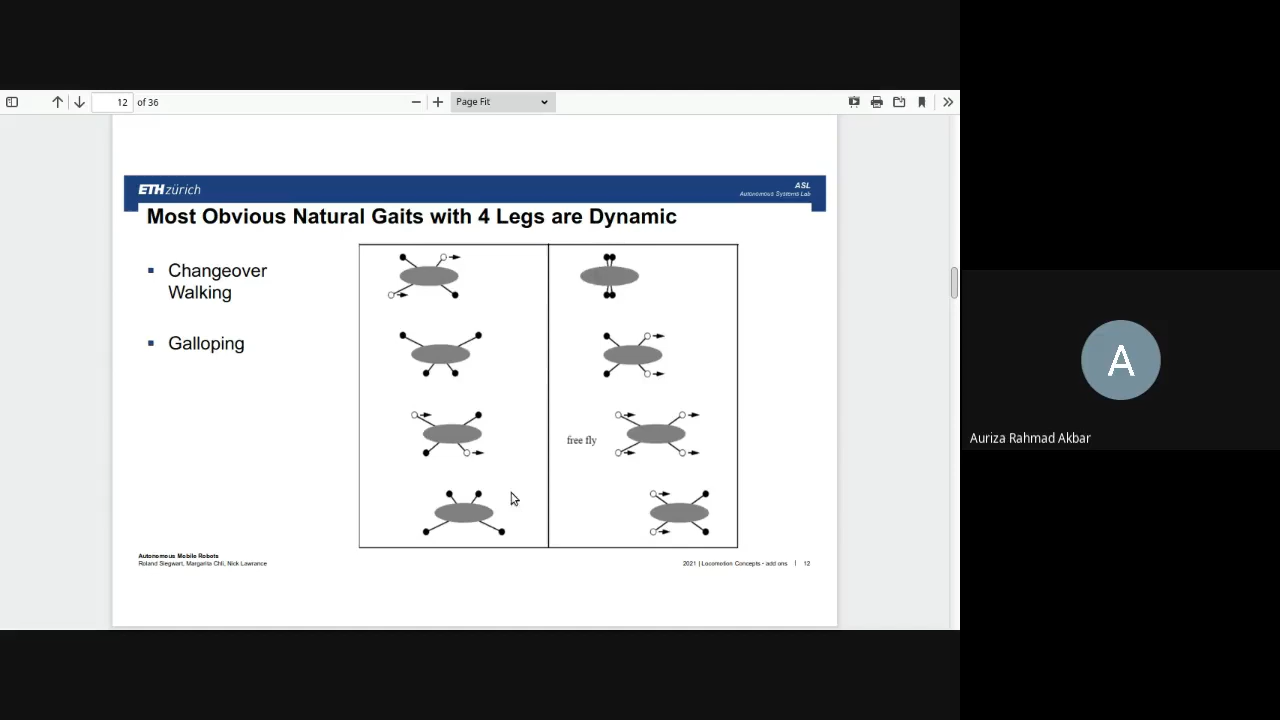 12 of 36
Page Fit
ETHzürich
ASL
Autonomous Systems Lab
Most Obvious Natural Gaits with 4 Legs are Dynamic
Changeover
Walking
Galloping
free fly
Autonomous Mobile Robots
Roland Siegwart, Margarita Chli, Nick Lawrance
2021 | Locomotion Concepts - add ons | 12
A
Auriza Rahmad Akbar